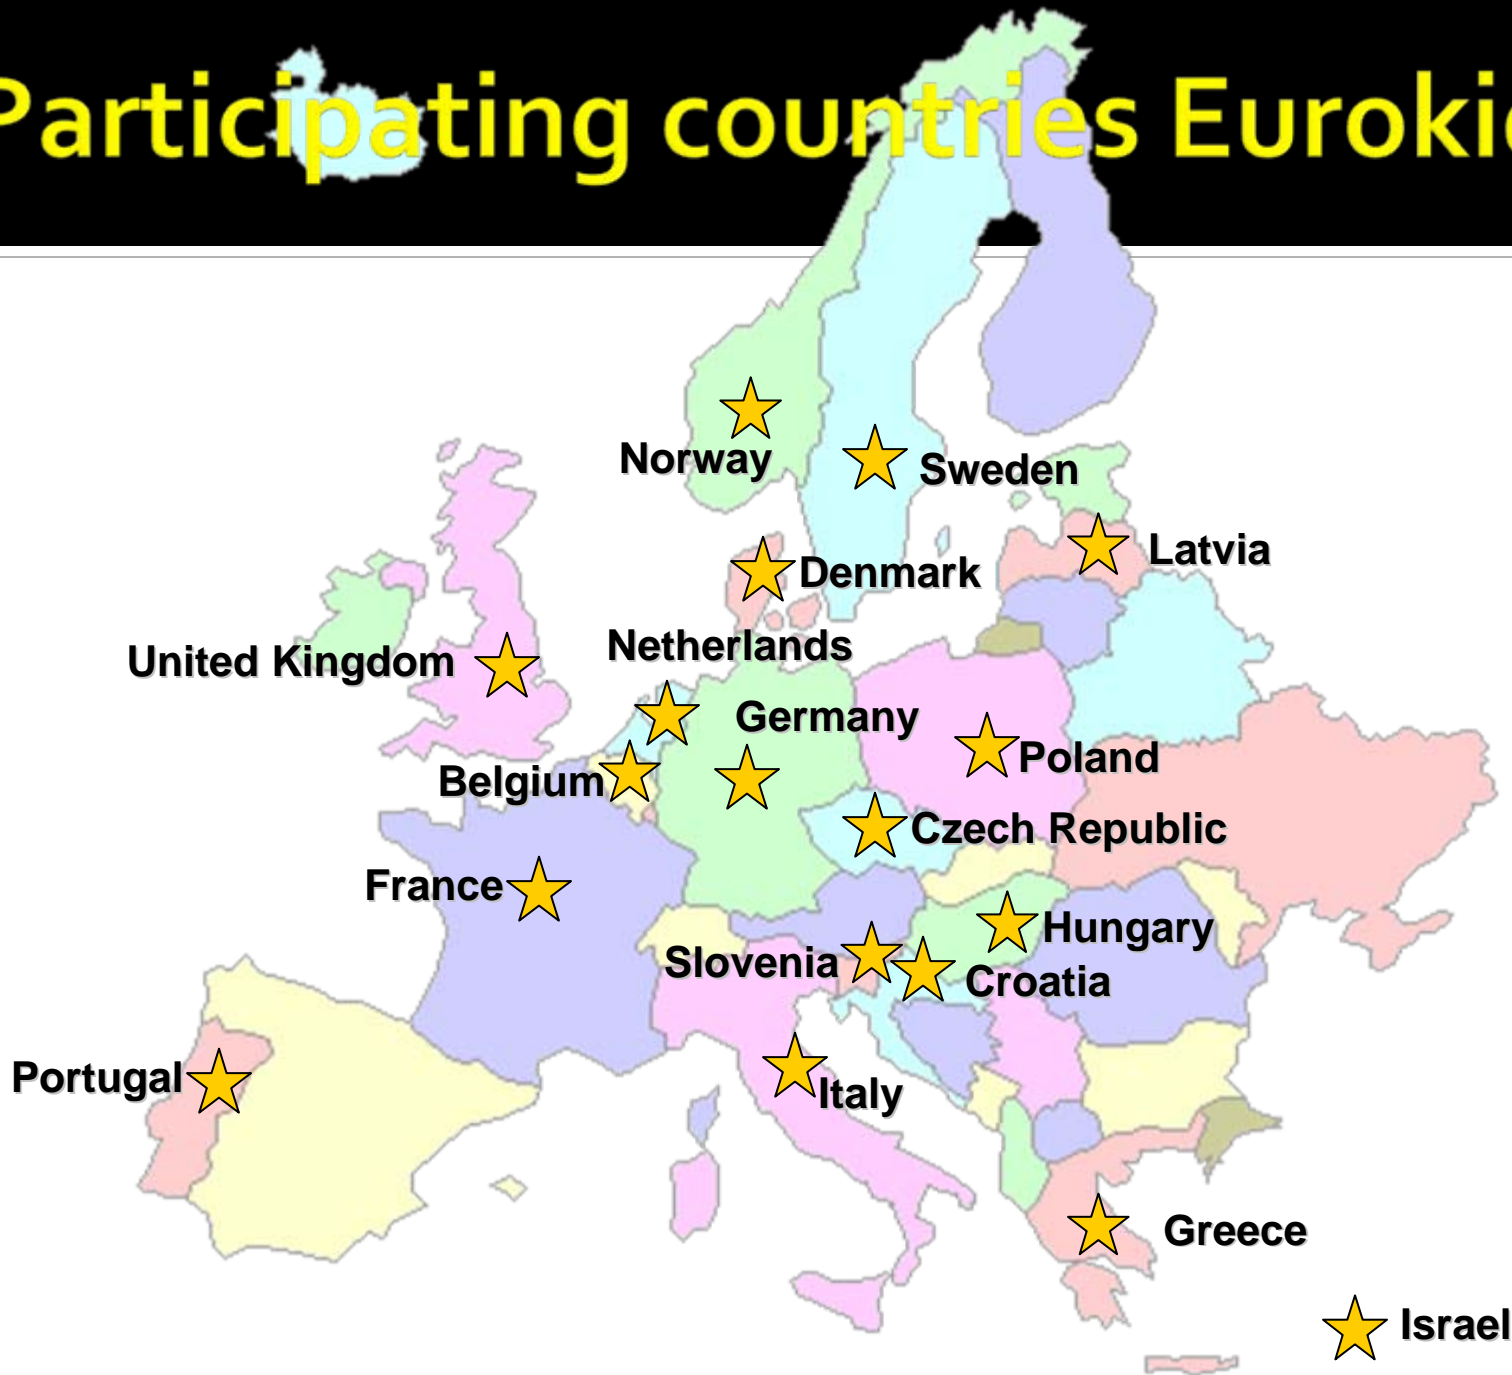 Participating countries Euroki
Norway
Sweden
Latvia
Denmark
Netherlands
United Kingdom
Germany
Poland
Belgium
Czech Republic
France
Hungary
Slovenia
Croatia
Portugal
Italy
Greece
Israel